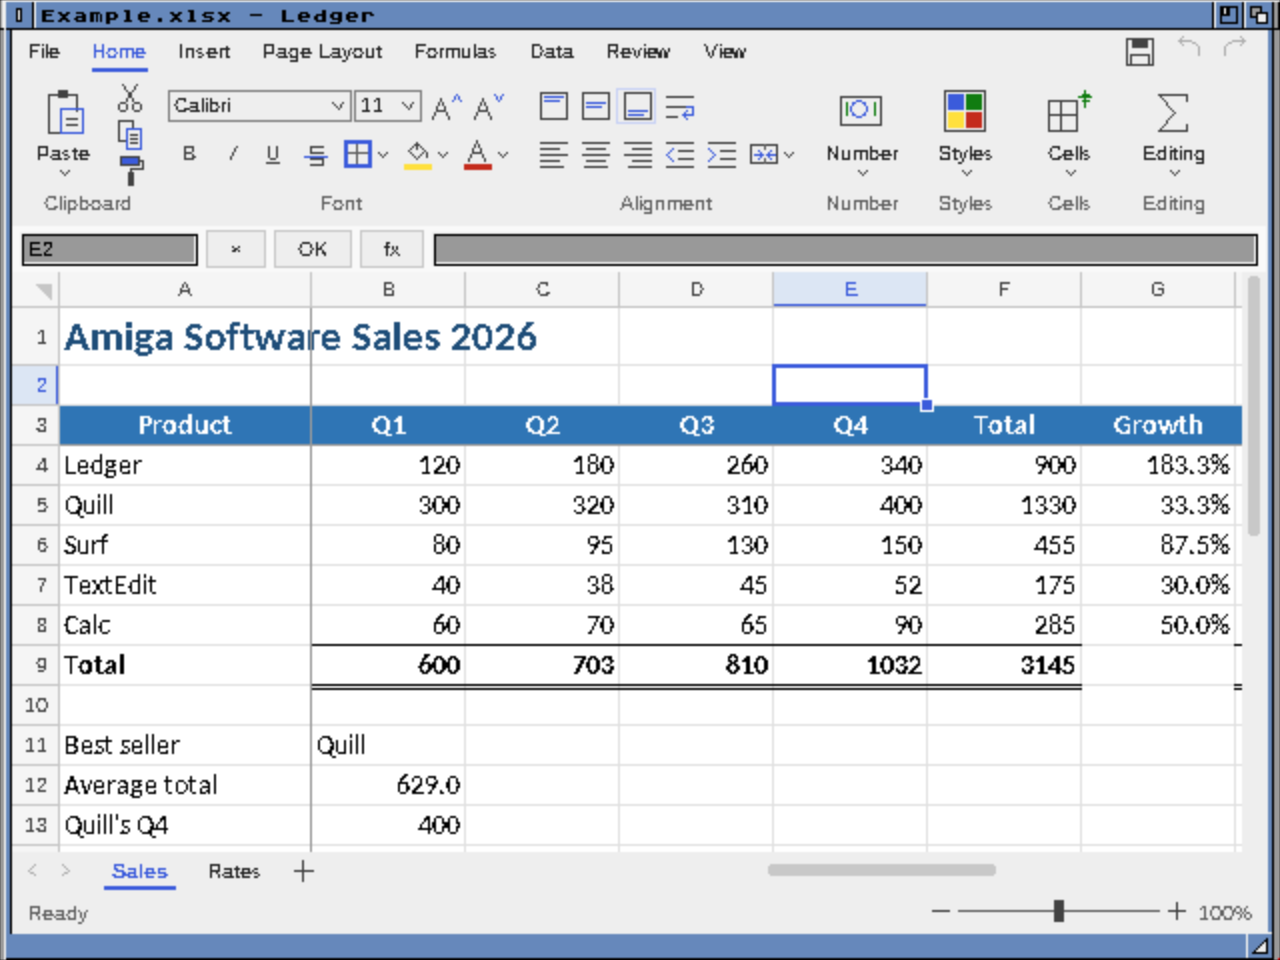 Example.xlsx - Ledger
File Home Insert Page Layout Formulas Data Review View
Calibri 11
Paste B I U S A Number Styles Cells Editing
Clipboard Font Alignment Number Styles Cells Editing
E2 × OK fx
A B C D E F G
1 Amiga Software Sales 2026
2
3 Product Q1 Q2 Q3 Q4 Total Growth
4 Ledger 120 180 260 340 900 183.3%
5 Quill 300 320 310 400 1330 33.3%
6 Surf 80 95 130 150 455 87.5%
7 TextEdit 40 38 45 52 175 30.0%
8 Calc 60 70 65 90 285 50.0%
9 Total 600 703 810 1032 3145
10
11 Best seller Quill
12 Average total 629.0
13 Quill's Q4 400
Sales Rates
Ready 100%